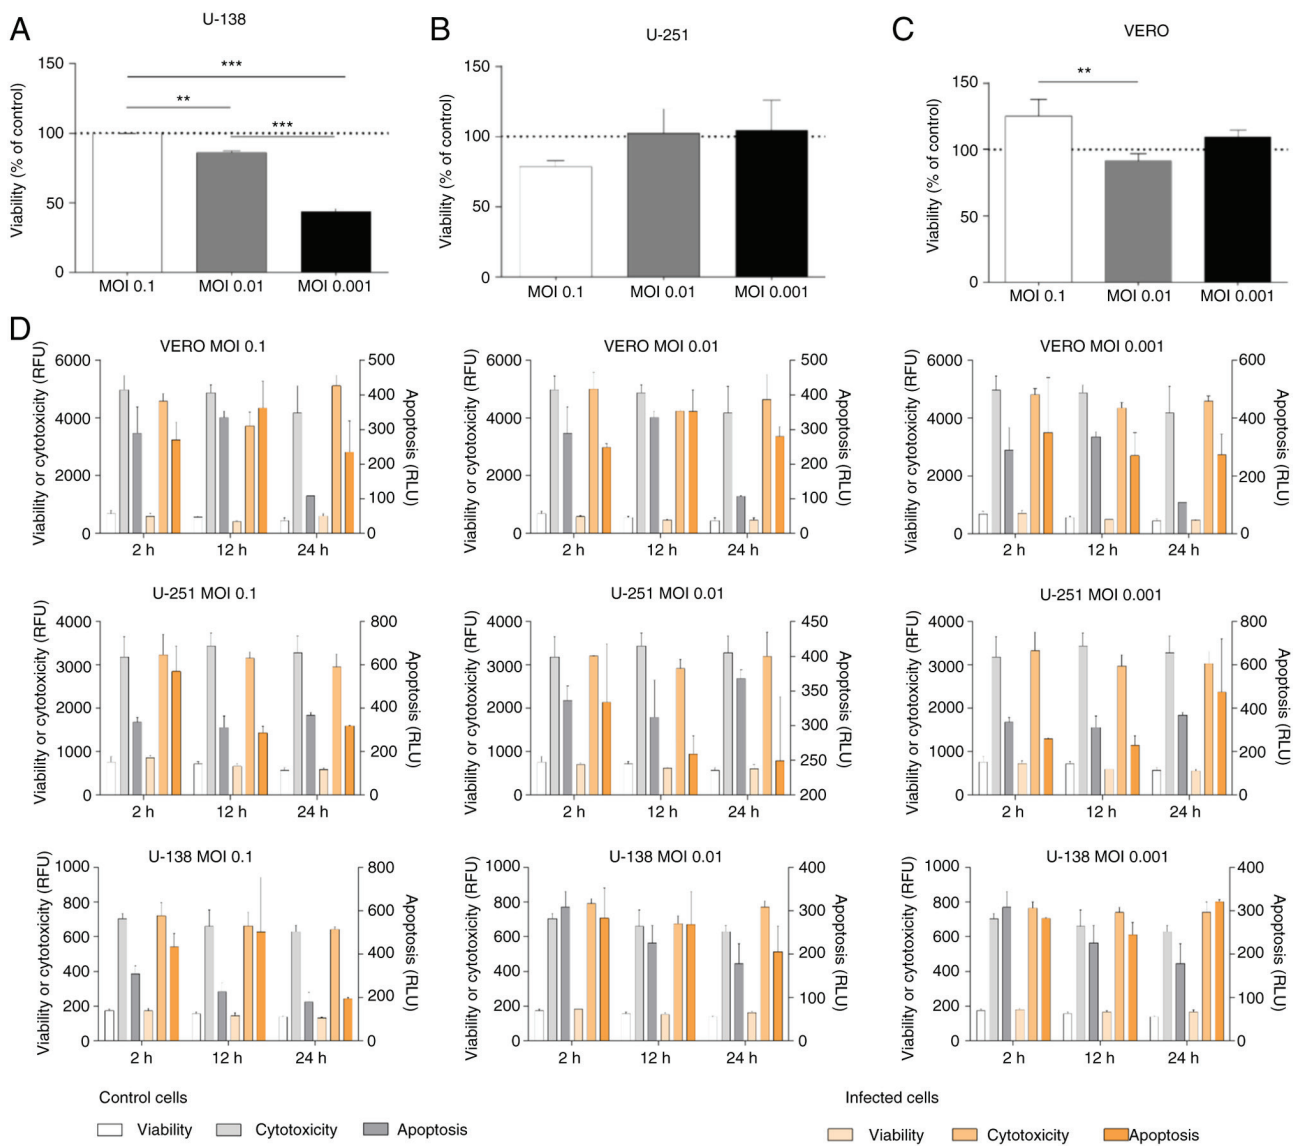 A
U-138
Viability (% of control)
150
100
50
0
***
**
***
MOI 0.1 MOI 0.01 MOI 0.001
B
U-251
Viability (% of control)
150
100
50
0
MOI 0.1 MOI 0.01 MOI 0.001
C
VERO
Viability (% of control)
150
100
50
0
**
MOI 0.1 MOI 0.01 MOI 0.001
D
VERO MOI 0.1
Viability or cytotoxicity (RFU)
6000
4000
2000
0
500
400
300
200
100
0
Apoptosis (RLU)
2 h 12 h 24 h
VERO MOI 0.01
Viability or cytotoxicity (RFU)
6000
4000
2000
0
500
400
300
200
100
0
Apoptosis (RLU)
2 h 12 h 24 h
VERO MOI 0.001
Viability or cytotoxicity (RFU)
6000
4000
2000
0
600
400
200
0
Apoptosis (RLU)
2 h 12 h 24 h
U-251 MOI 0.1
Viability or cytotoxicity (RFU)
4000
3000
2000
1000
0
800
600
400
200
0
Apoptosis (RLU)
2 h 12 h 24 h
U-251 MOI 0.01
Viability or cytotoxicity (RFU)
4000
3000
2000
1000
0
450
400
350
300
250
200
Apoptosis (RLU)
2 h 12 h 24 h
U-251 MOI 0.001
Viability or cytotoxicity (RFU)
4000
3000
2000
1000
0
800
600
400
200
0
Apoptosis (RLU)
2 h 12 h 24 h
U-138 MOI 0.1
Viability or cytotoxicity (RFU)
1000
800
600
400
200
0
800
600
400
200
0
Apoptosis (RLU)
2 h 12 h 24 h
U-138 MOI 0.01
Viability or cytotoxicity (RFU)
1000
800
600
400
200
0
400
300
200
100
0
Apoptosis (RLU)
2 h 12 h 24 h
U-138 MOI 0.001
Viability or cytotoxicity (RFU)
1000
800
600
400
200
0
400
300
200
100
0
Apoptosis (RLU)
2 h 12 h 24 h
Control cells
Viability Cytotoxicity Apoptosis
Infected cells
Viability Cytotoxicity Apoptosis